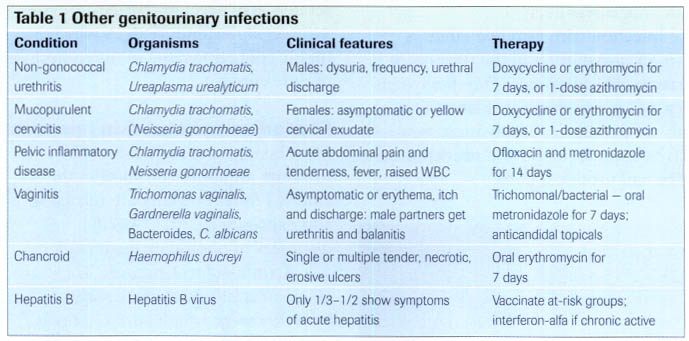 Table 1 Other genitourinary infections
Condition Organisms Clinical features Therapy
Non-gonococcal Chlamydia trachomatis, Males: dysuria, frequency, urethral Doxycycline or erythromycin for
urethritis Ureaplasma urealyticum discharge 7 days, or 1-dose azithromycin
Mucopurulent Chlamydia trachomatis, Females: asymptomatic or yellow Doxycycline or erythromycin for
cervicitis (Neisseria gonorrhoeae) cervical exudate 7 days, or 1-dose azithromycin
Pelvic inflammatory Chlamydia trachomatis, Acute abdominal pain and Ofloxacin and metronidazole
disease Neisseria gonorrhoeae tenderness, fever, raised WBC for 14 days
Vaginitis Trichomonas vaginalis, Asymptomatic or erythema, itch Trichomonal/bacterial – oral
Gardnerella vaginalis, and discharge: male partners get metronidazole for 7 days;
Bacteroides, C. albicans urethritis and balanitis anticandidal topicals
Chancroid Haemophilus ducreyi Single or multiple tender, necrotic, Oral erythromycin for
erosive ulcers 7 days
Hepatitis B Hepatitis B virus Only 1/3–1/2 show symptoms Vaccinate at-risk groups;
of acute hepatitis interferon-alfa if chronic active